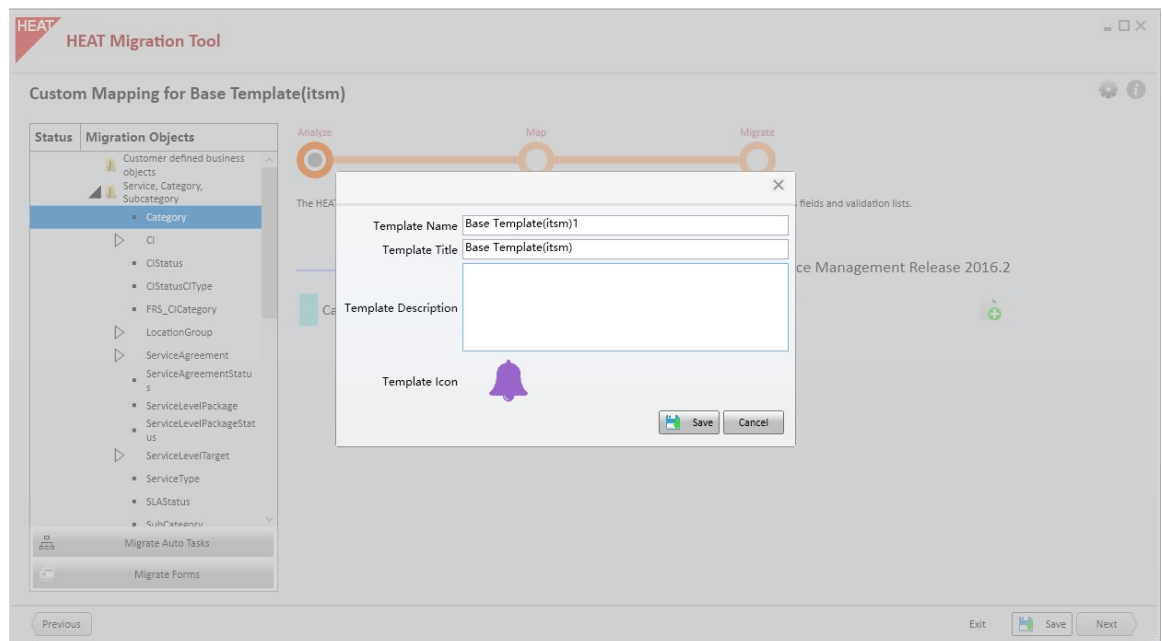 HEAT
HEAT Migration Tool
Custom Mapping for Base Template(itsm)
Status Migration Objects
Customer defined business
objects
Service, Category,
Subcategory
Category
CI
CIStatus
CIStatusCIType
FRS_CICategory
LocationGroup
ServiceAgreement
ServiceAgreementStatu
s
ServiceLevelPackage
ServiceLevelPackageStat
us
ServiceLevelTarget
ServiceType
SLAStatus
SubCategory
Migrate Auto Tasks
Migrate Forms
Analyze Map Migrate
The HEA
s fields and validation lists.
ce Management Release 2016.2
Ca
Template Name Base Template(itsm)1
Template Title Base Template(itsm)
Template Description
Template Icon
Save Cancel
Previous Exit Save Next